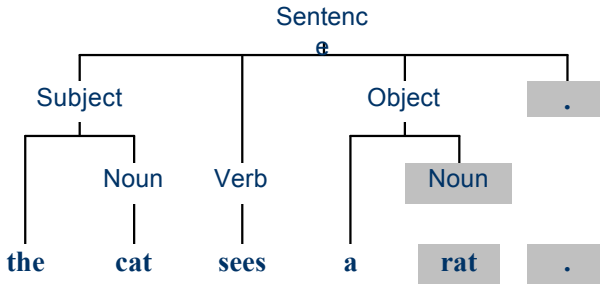 Sentenc
e
Subject Object .
Noun Verb Noun
the cat sees a rat .